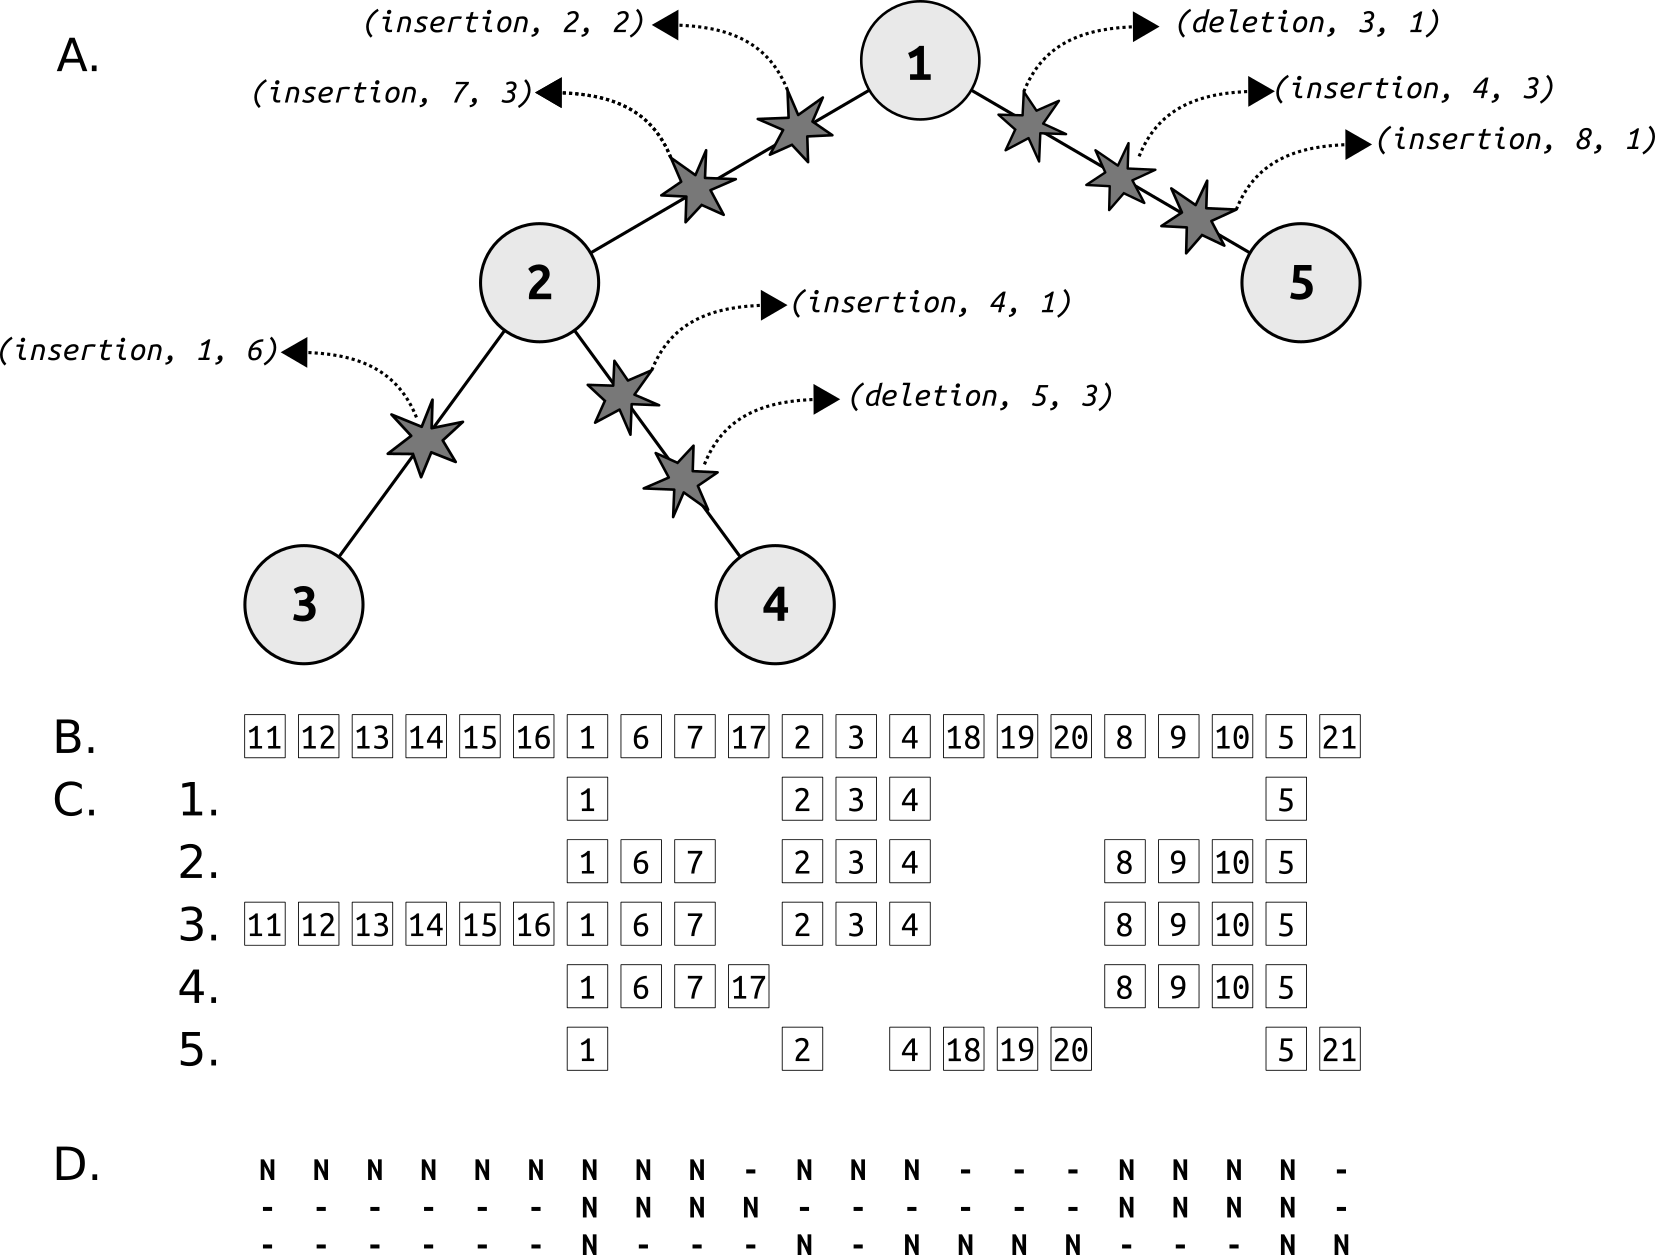 A.
(insertion, 2, 2)
1
(deletion, 3, 1)
(insertion, 7, 3)
(insertion, 4, 3)
(insertion, 8, 1)
2
5
(insertion, 4, 1)
(insertion, 1, 6)
(deletion, 5, 3)
3
4
B. 11 12 13 14 15 16 1 6 7 17 2 3 4 18 19 20 8 9 10 5 21
C. 1. 1 2 3 4 5
2. 1 6 7 2 3 4 8 9 10 5
3. 11 12 13 14 15 16 1 6 7 2 3 4 8 9 10 5
4. 1 6 7 17 8 9 10 5
5. 1 2 4 18 19 20 5 21
D. N N N N N N N N N - N N N - - - N N N N -
- - - - - - N N N N - - - - - - N N N N -
- - - - - - N - - - N - N N N N - - - N N